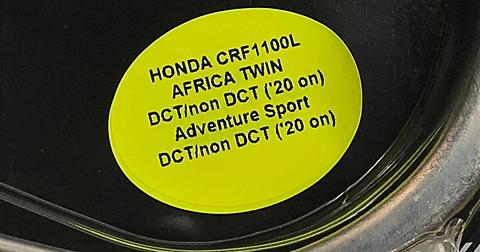 HONDA CRF1100L
AFRICA TWIN
DCT/non DCT ('20 on)
Adventure Sport
DCT/non DCT ('20 on)